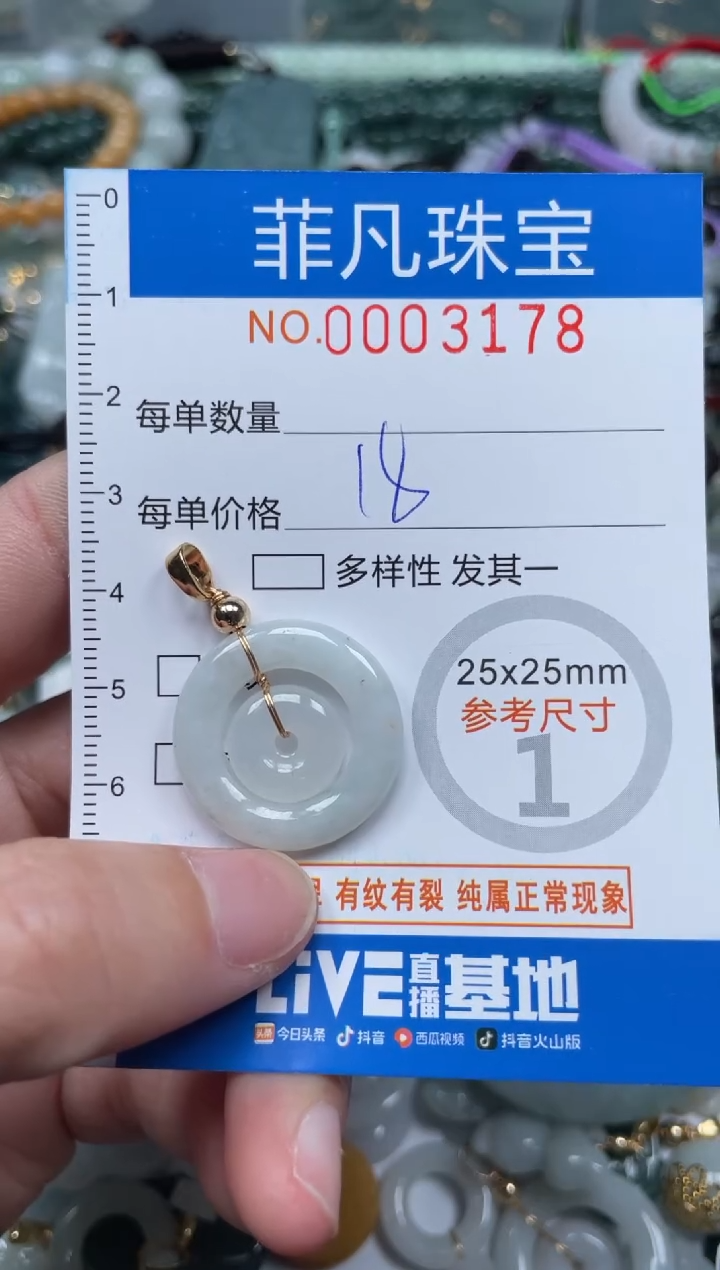 菲凡珠宝
NO.0003178
0
1
2
3
4
5
6
每单数量
每单价格 18
多样性 发其一
25x25mm
参考尺寸
1
有纹有裂 纯属正常现象
LIVE直播基地
头条 今日头条 抖音 西瓜视频 抖音火山版